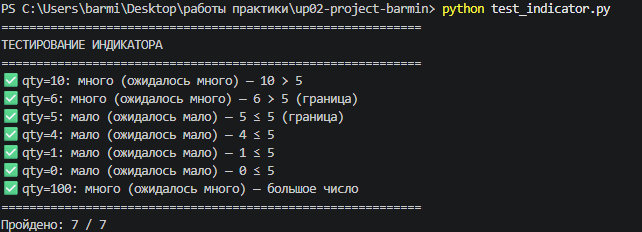 PS C:\Users\barmi\Desktop\работы практики\up02-project-barmin> python test_indicator.py
============================================================
ТЕСТИРОВАНИЕ ИНДИКАТОРА
============================================================
✅ qty=10: много (ожидалось много) — 10 > 5
✅ qty=6: много (ожидалось много) — 6 > 5 (граница)
✅ qty=5: мало (ожидалось мало) — 5 ≤ 5 (граница)
✅ qty=4: мало (ожидалось мало) — 4 ≤ 5
✅ qty=1: мало (ожидалось мало) — 1 ≤ 5
✅ qty=0: мало (ожидалось мало) — 0 ≤ 5
✅ qty=100: много (ожидалось много) — большое число
============================================================
Пройдено: 7 / 7